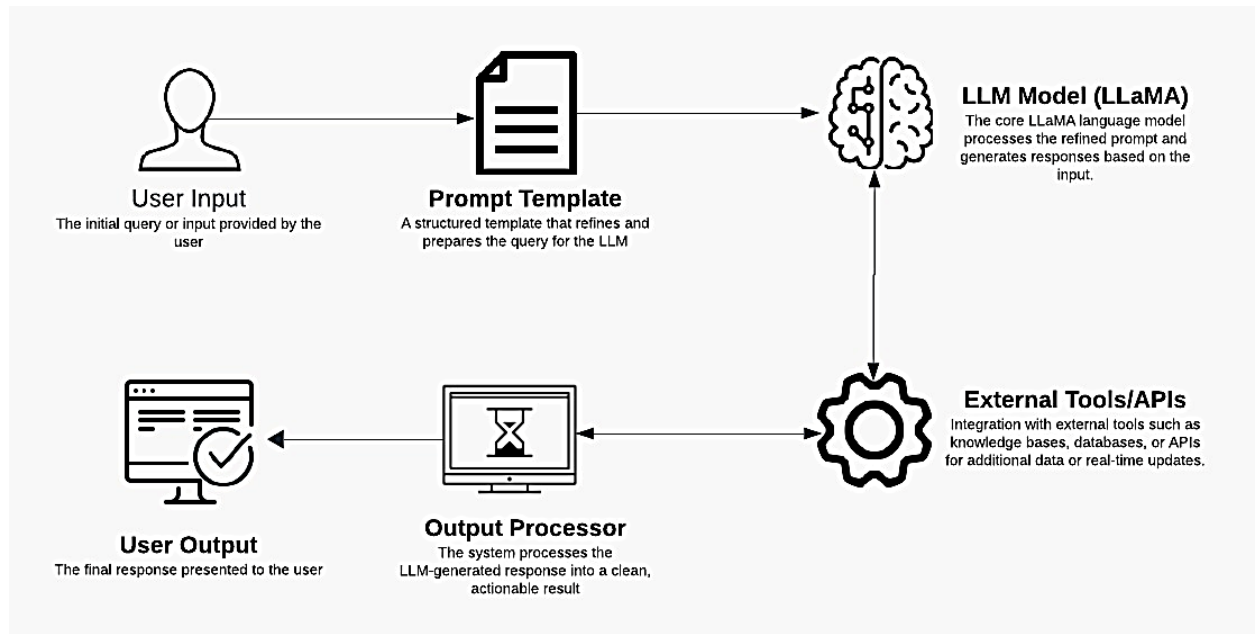 User Input
The initial query or input provided by the
user
Prompt Template
A structured template that refines and
prepares the query for the LLM
LLM Model (LLaMA)
The core LLaMA language model
processes the refined prompt and
generates responses based on the
input.
External Tools/APIs
Integration with external tools such as
knowledge bases, databases, or APIs
for additional data or real-time updates.
Output Processor
The system processes the
LLM-generated response into a clean,
actionable result
User Output
The final response presented to the user